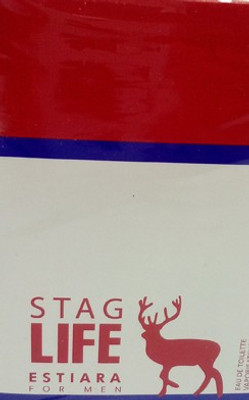 STAG
LIFE
ESTIARA
FOR MEN
EAU DE TOILETTE